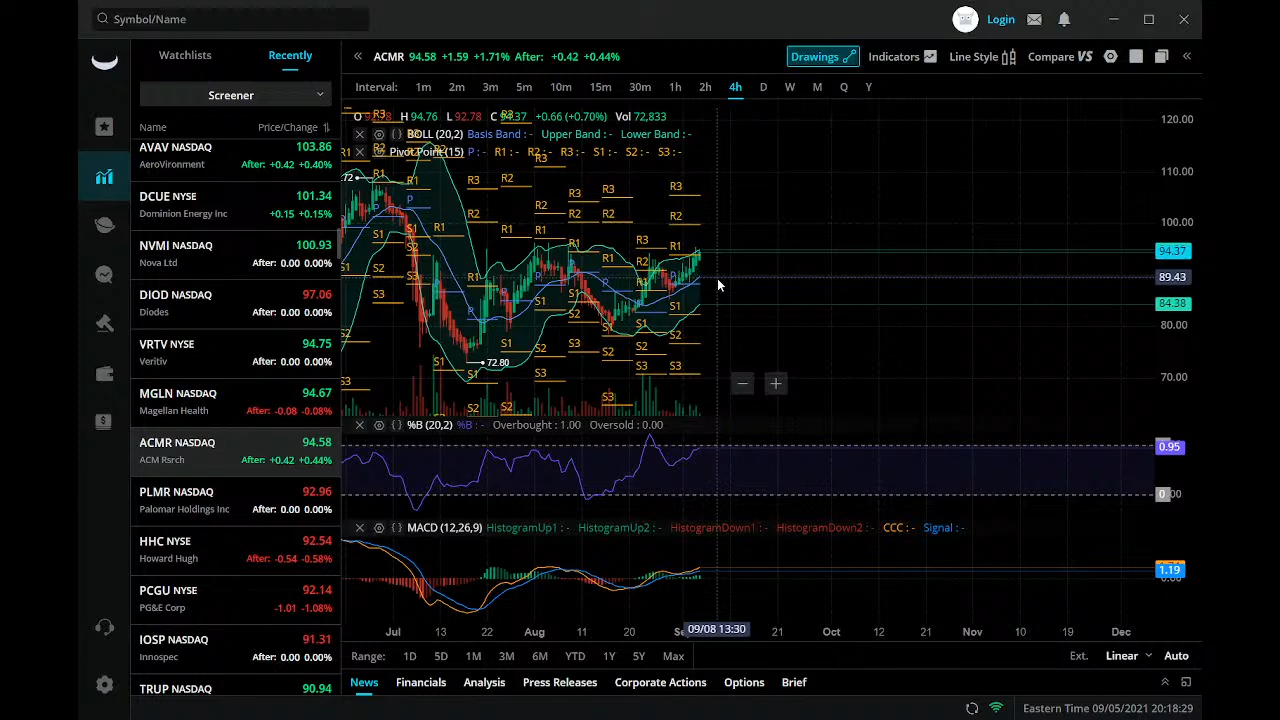 Symbol/Name
Login
Watchlists
Recently
ACMR 94.58 +1.59 +1.71% After: +0.42 +0.44%
Drawings
Indicators
Line Style
Compare VS
Screener
Interval: 1m 2m 3m 5m 10m 15m 30m 1h 2h 4h D W M Q Y
Name Price/Change
AVAV NASDAQ 103.86
AeroVironment After: +0.42 +0.40%
DCUE NYSE 101.34
Dominion Energy Inc +0.15 +0.15%
NVMI NASDAQ 100.93
Nova Ltd After: 0.00 0.00%
DIOD NASDAQ 97.06
Diodes After: 0.00 0.00%
VRTV NYSE 94.75
Veritiv After: 0.00 0.00%
MGLN NASDAQ 94.67
Magellan Health After: -0.08 -0.08%
ACMR NASDAQ 94.58
ACM Rsrch After: +0.42 +0.44%
PLMR NASDAQ 92.96
Palomar Holdings Inc After: 0.00 0.00%
HHC NYSE 92.54
Howard Hugh After: -0.54 -0.58%
PCGU NYSE 92.14
PG&E Corp -1.01 -1.08%
IOSP NASDAQ 91.31
Innospec After: 0.00 0.00%
TRUP NASDAQ 90.94
H 94.76 L 92.78 C 94.37 +0.66 (+0.70%) Vol 72,833
BOLL (20,2) Basis Band : - Upper Band : - Lower Band : -
Pivot Point (15) P : - R1 : - R2 : - R3 : - S1 : - S2 : - S3 : -
72.80
120.00
110.00
100.00
94.37
89.43
84.38
80.00
70.00
%B (20,2) %B : - Overbought : 1.00 Oversold : 0.00
0.95
MACD (12,26,9) HistogramUp1 : - HistogramUp2 : - HistogramDown1 : - HistogramDown2 : - CCC : - Signal : -
1.19
Jul 13 22 Aug 11 20 09/08 13:30 21 Oct 12 21 Nov 10 19 Dec
Range: 1D 5D 1M 3M 6M YTD 1Y 5Y Max
Ext. Linear Auto
News Financials Analysis Press Releases Corporate Actions Options Brief
Eastern Time 09/05/2021 20:18:29